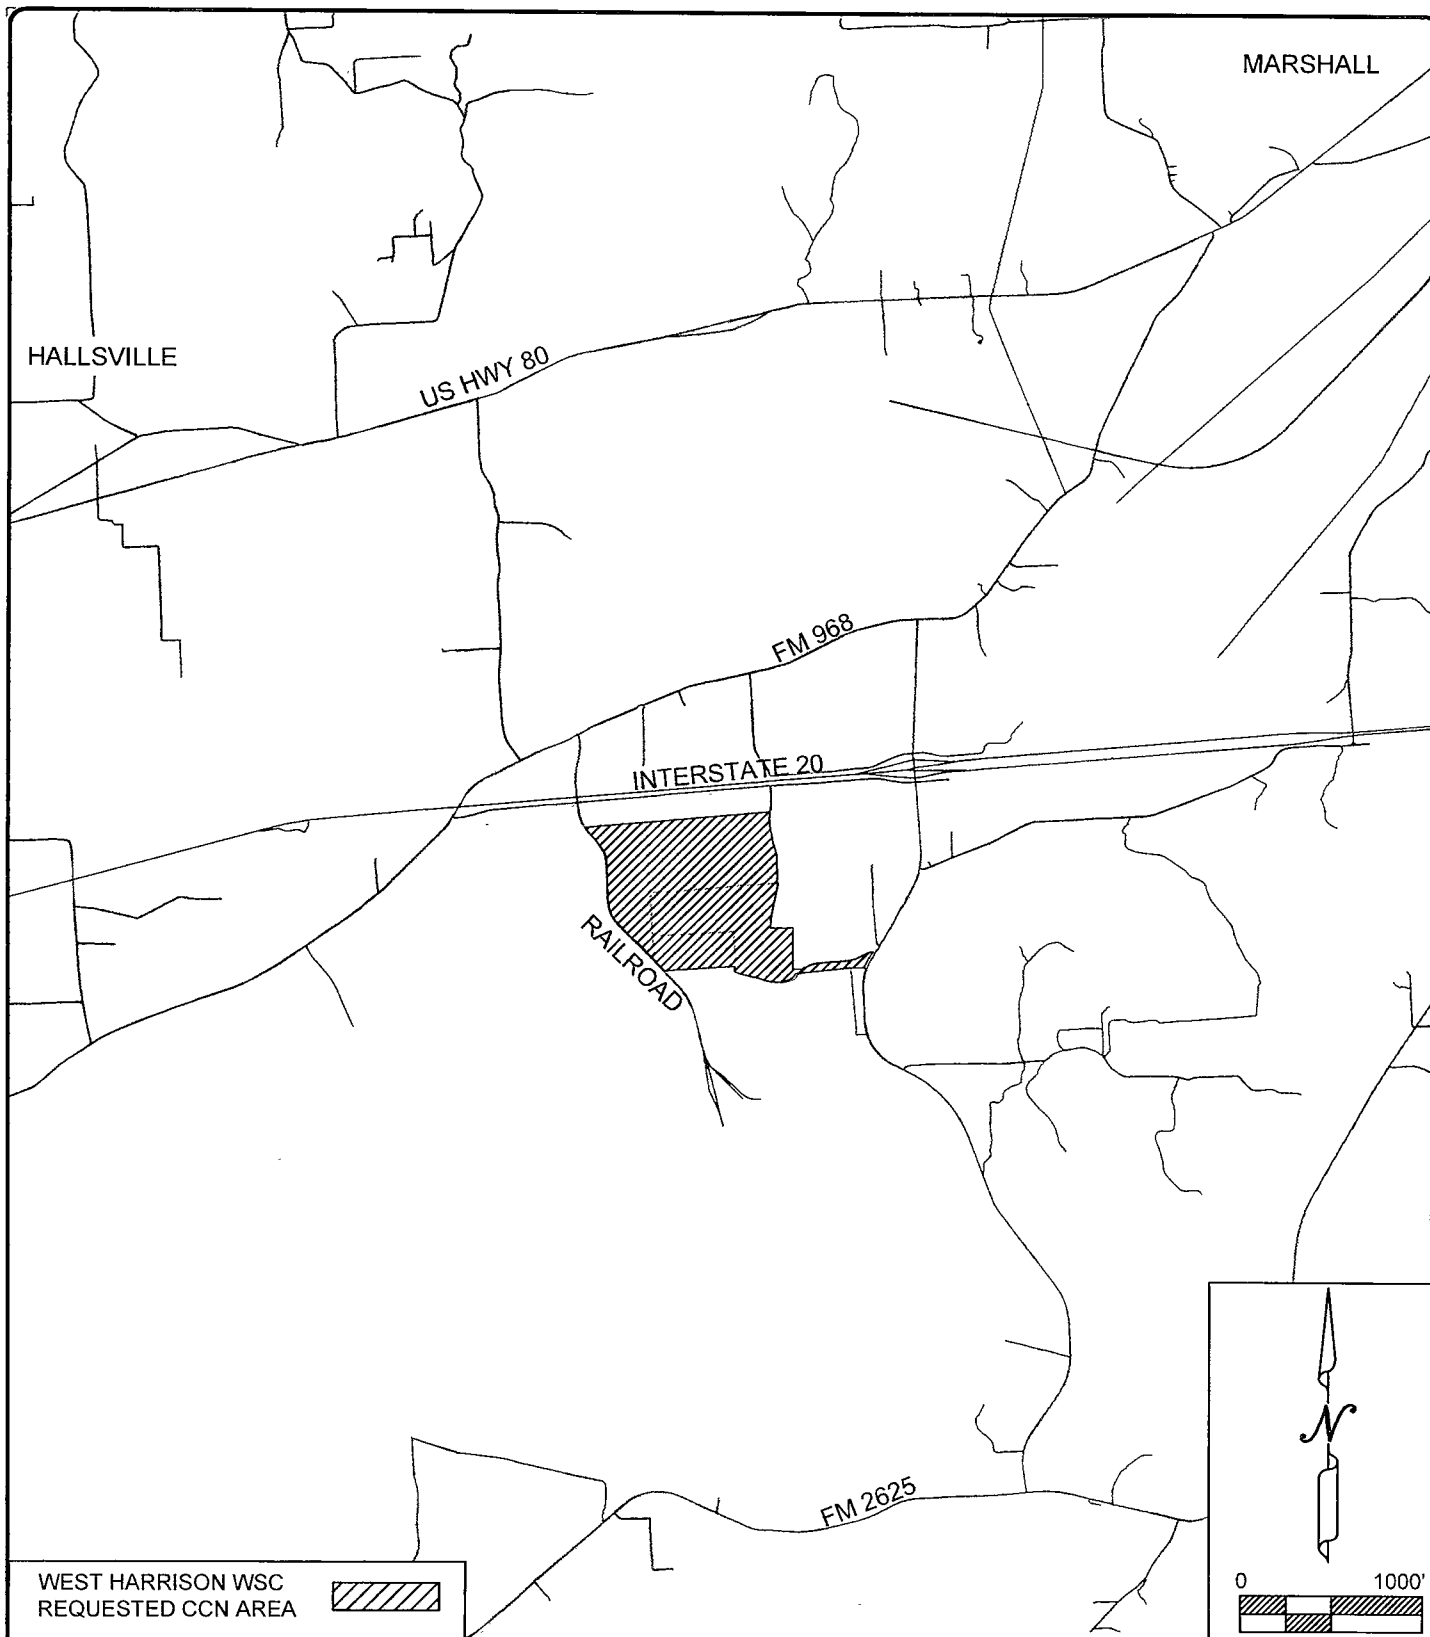 MARSHALL
HALLSVILLE
US HWY 80
FM 968
INTERSTATE 20
RAILROAD
N
FM 2625
WEST HARRISON WSC
REQUESTED CCN AREA
0 1000'